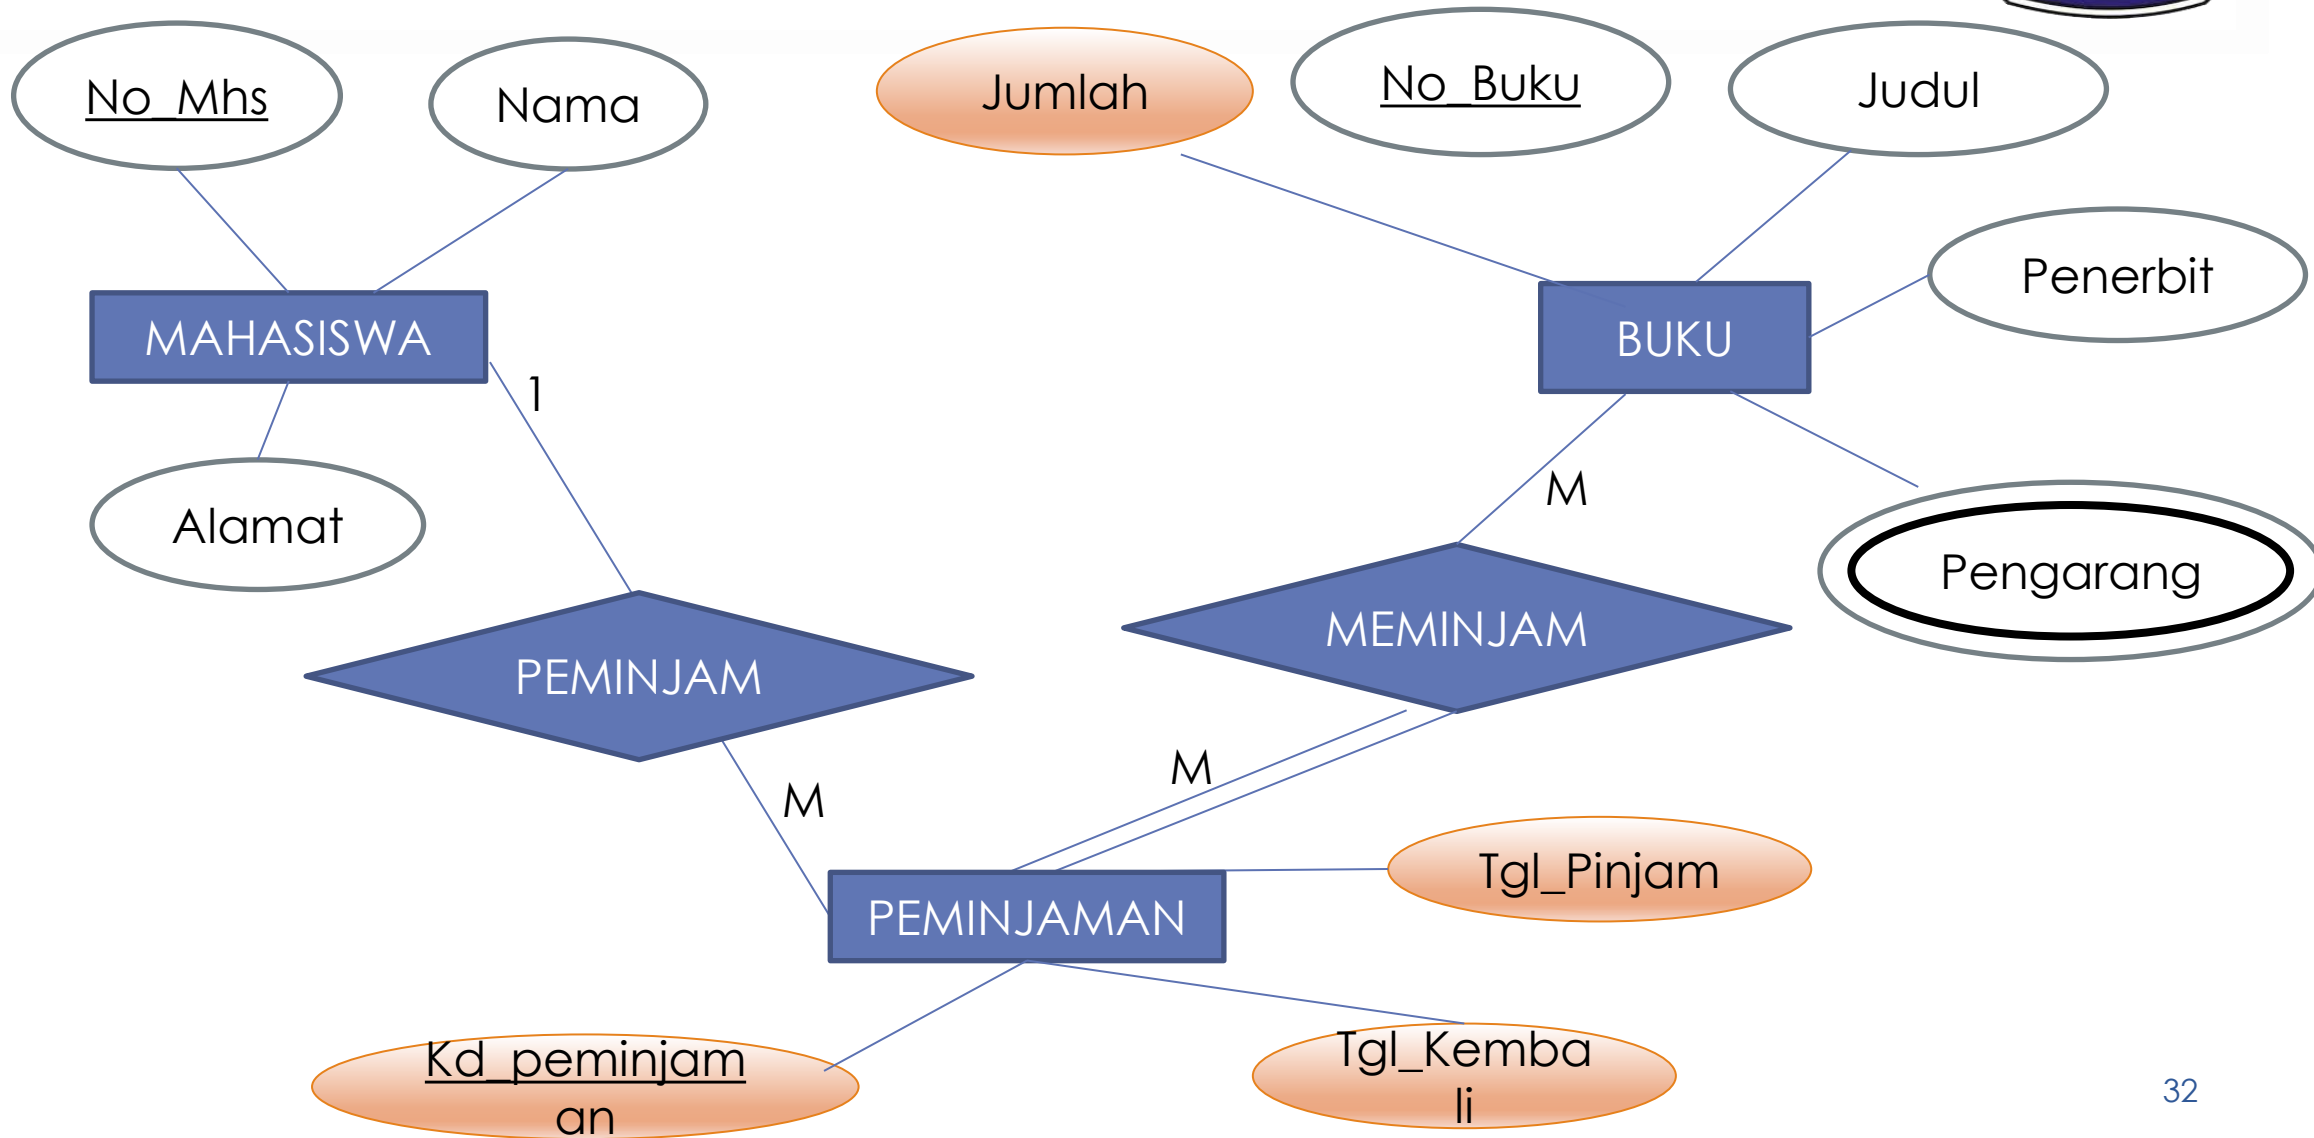 No_Mhs
Nama
Jumlah
No_Buku
Judul
Penerbit
MAHASISWA
BUKU
1
M
Alamat
Pengarang
MEMINJAM
PEMINJAM
M
M
Tgl_Pinjam
PEMINJAMAN
Kd_peminjam
an
Tgl_Kemba
li
32